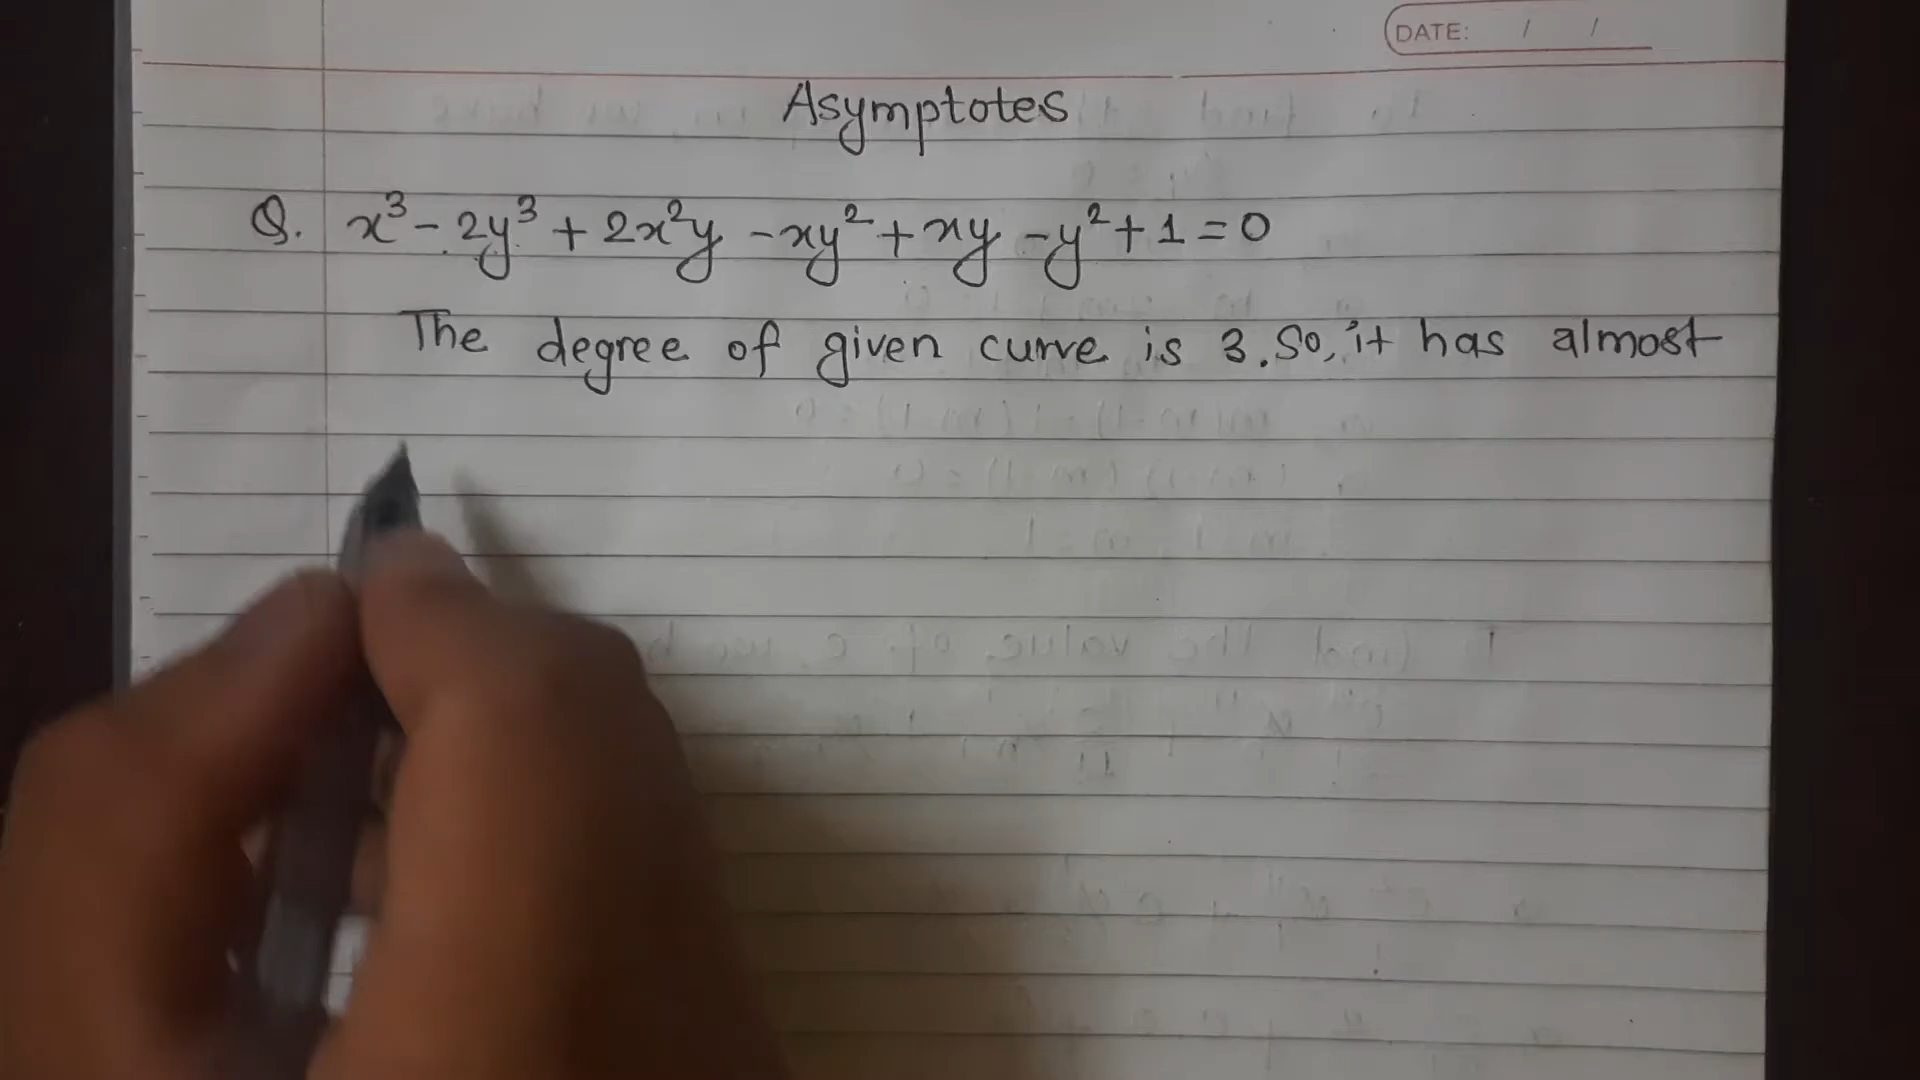 DATE: / /
Asymptotes
Q. x³ - 2y³ + 2x²y - xy² + xy - y² + 1 = 0
The degree of given curve is 3. So, it has almost